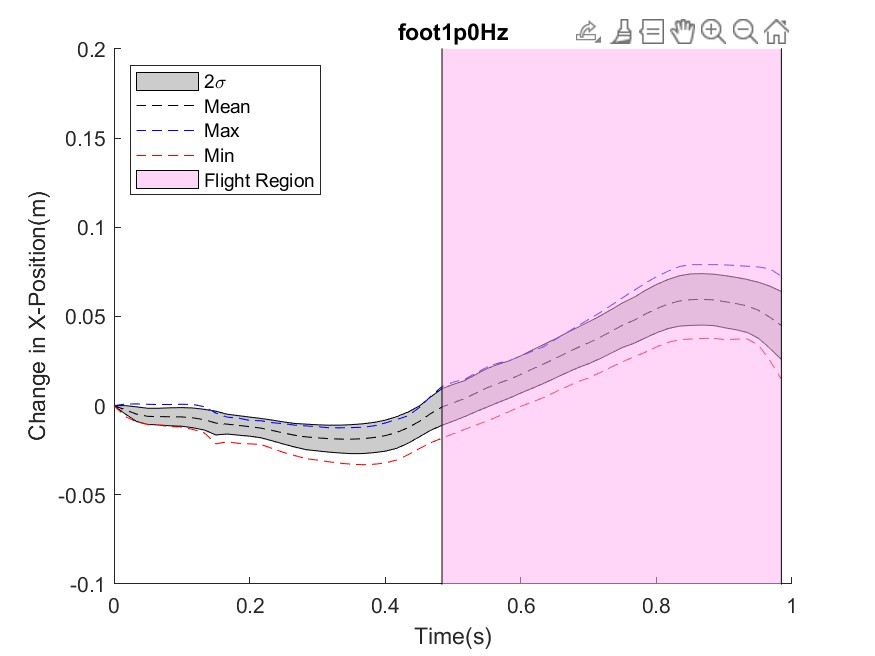 foot1p0Hz
0.2
0.15
0.1
0.05
0
-0.05
-0.1
Change in X-Position(m)
2σ
Mean
Max
Min
Flight Region
0
0.2
0.4
0.6
0.8
1
Time(s)